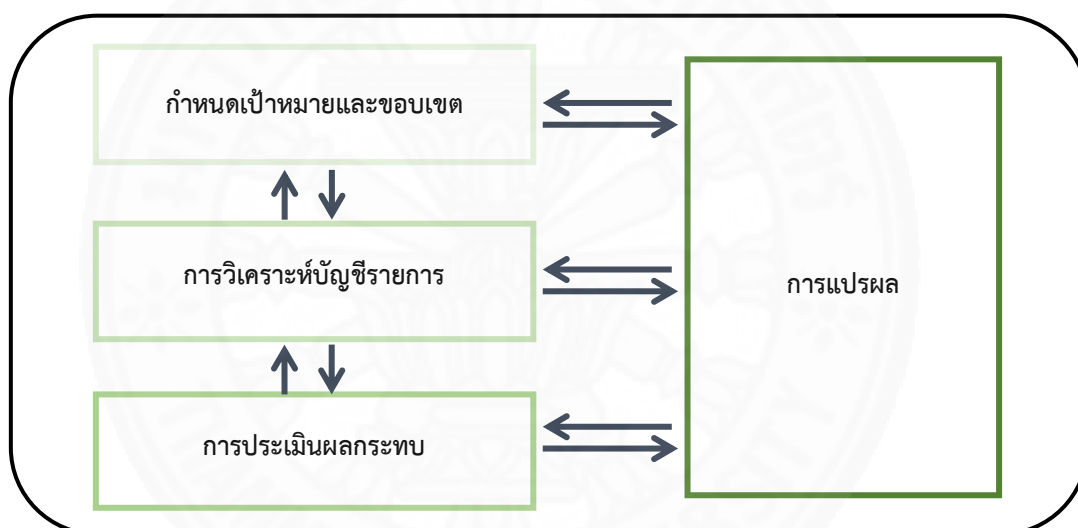 กำหนดเป้าหมายและขอบเขต
การวิเคราะห์บัญชีรายการ
การแปรผล
การประเมินผลกระทบ